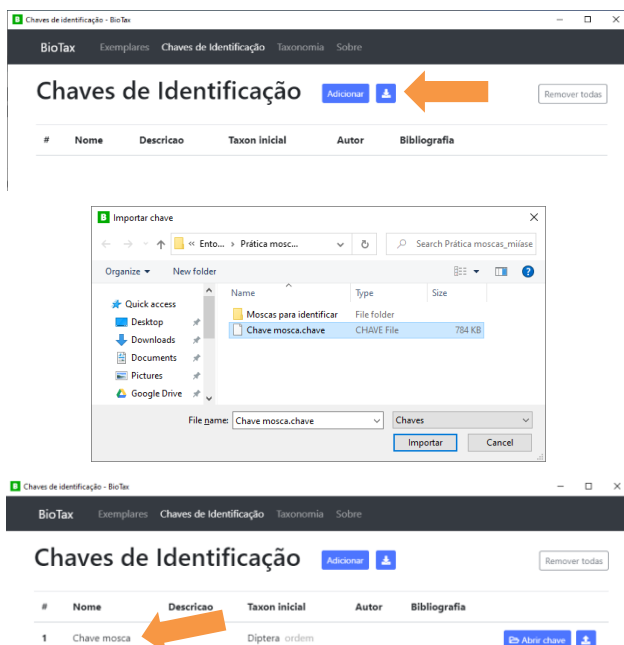 Chaves de identificação - BioTax
BioTax Exemplares Chaves de Identificação Taxonomia Sobre
Chaves de Identificação Adicionar Remover todas
# Nome Descricao Taxon inicial Autor Bibliografia
Importar chave
« Ento... › Prática mosc... Search Prática moscas_miíase
Organize New folder
Name Type Size
Quick access
Moscas para identificar File folder
Desktop
Chave mosca.chave CHAVE File 784 KB
Downloads
Documents
Pictures
Google Drive
File name: Chave mosca.chave Chaves
Importar Cancel
Chaves de identificação - BioTax
BioTax Exemplares Chaves de Identificação Taxonomia Sobre
Chaves de Identificação Adicionar Remover todas
# Nome Descricao Taxon inicial Autor Bibliografia
1 Chave mosca Diptera ordem Abrir chave